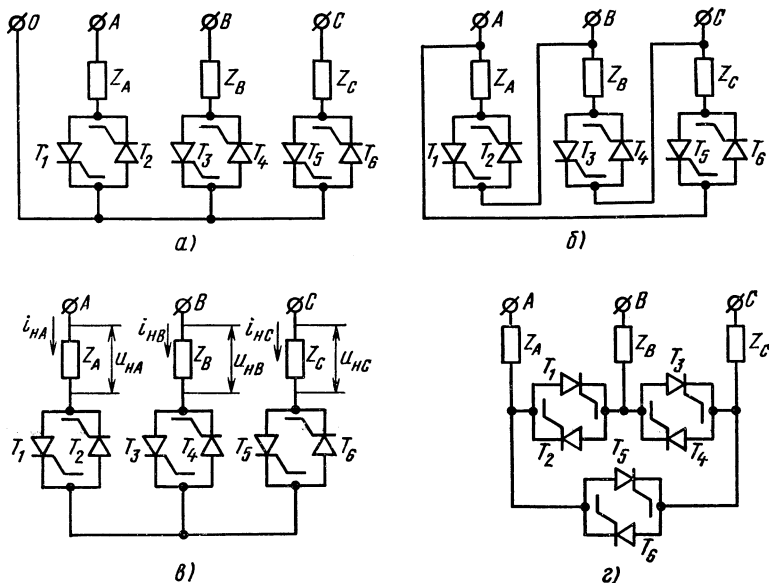 O A B C
Z_A Z_B Z_C
T_1 T_2 T_3 T_4 T_5 T_6
а)
A B C
Z_A Z_B Z_C
T_1 T_2 T_3 T_4 T_5 T_6
б)
A B C
i_нA i_нB i_нC
Z_A Z_B Z_C
u_нA u_нB u_нC
T_1 T_2 T_3 T_4 T_5 T_6
в)
A B C
Z_A Z_B Z_C
T_1 T_3
T_2 T_5 T_4
T_6
г)